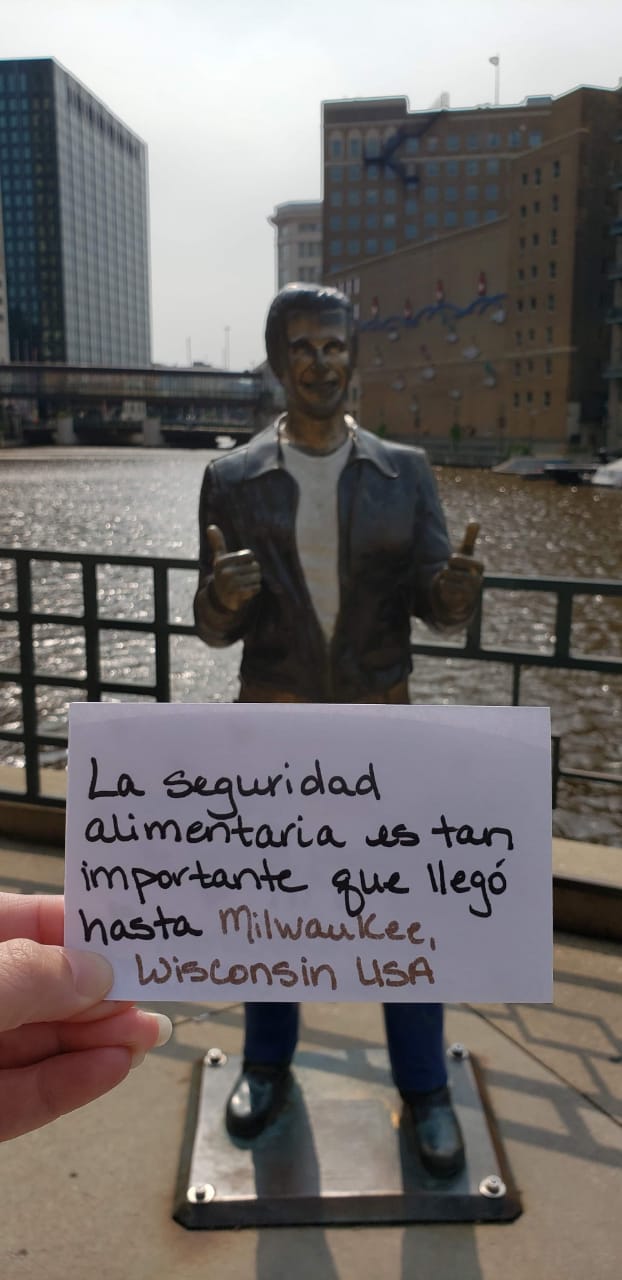 La seguridad
alimentaria es tan
importante que llegó
hasta Milwaukee,
Wisconsin USA